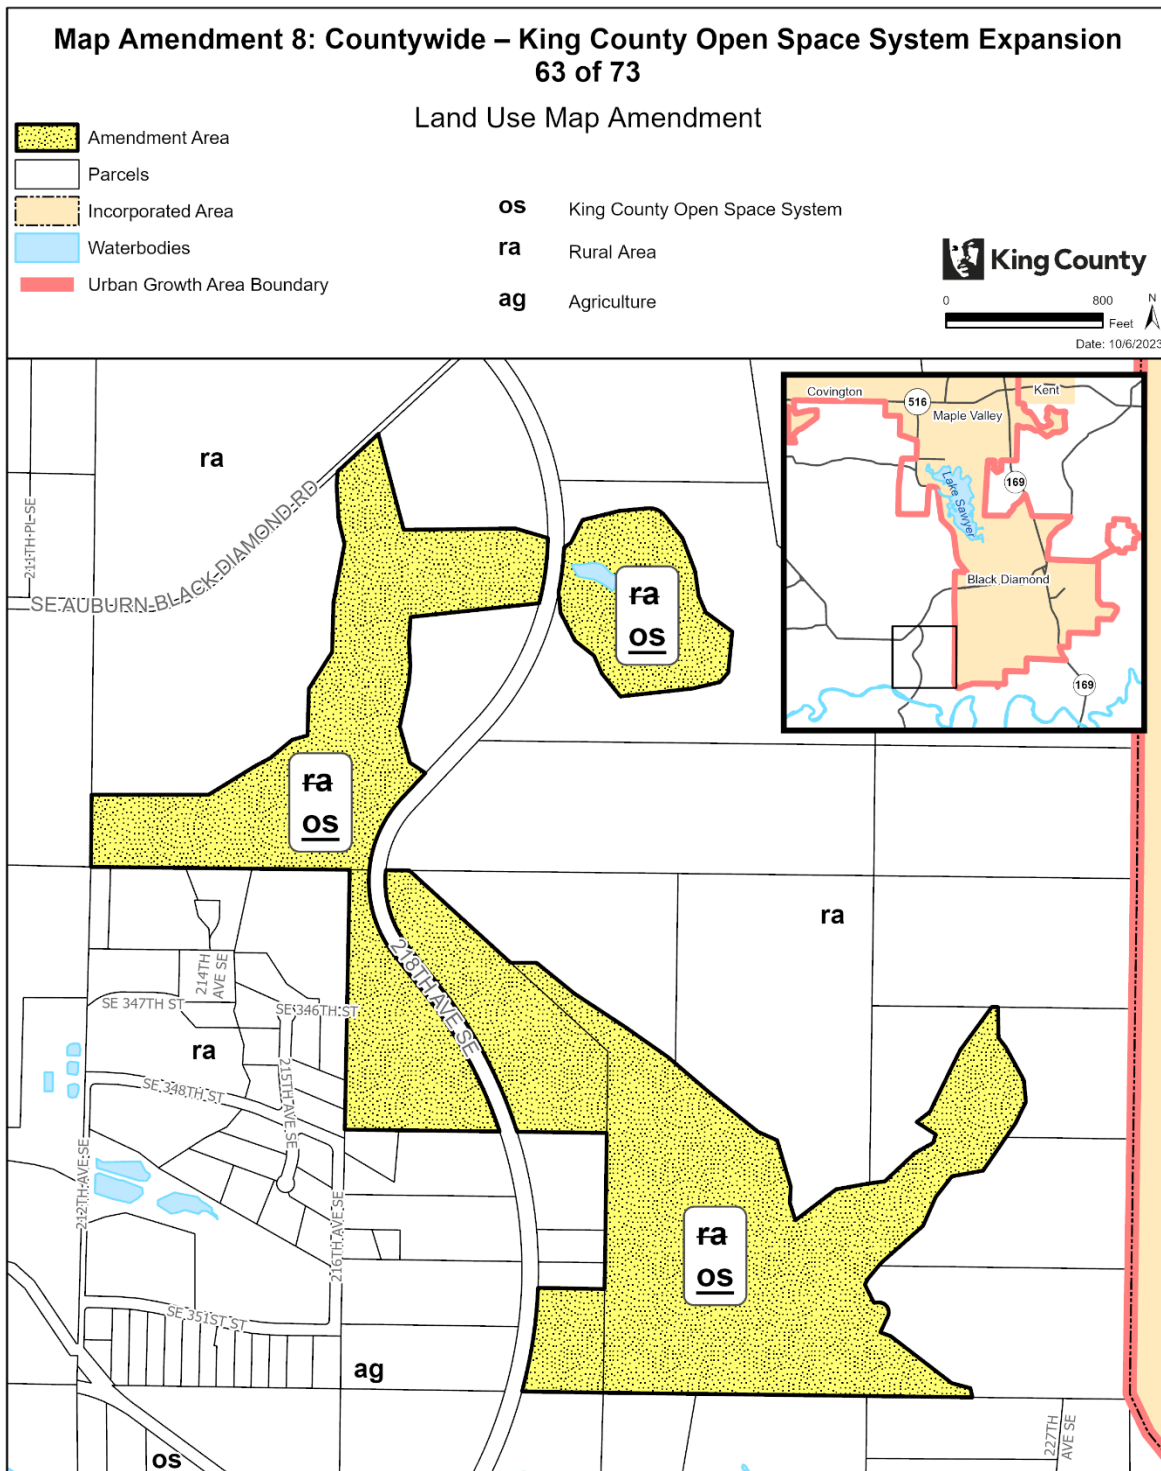 Map Amendment 8: Countywide – King County Open Space System Expansion
63 of 73
Land Use Map Amendment
Amendment Area
Parcels
Incorporated Area
Waterbodies
Urban Growth Area Boundary
os King County Open Space System
ra Rural Area
ag Agriculture
King County
0 800
Feet
N
Date: 10/6/2023
Covington
516
Kent
Maple Valley
169
Lake Sawyer
Black Diamond
169
ra
211TH PL SE
SE AUBURN-BLACK DIAMOND RD
ra
os
ra
os
ra
218TH AVE SE
214TH
AVE SE
SE 347TH ST
SE 346TH ST
ra
215TH AVE SE
SE 348TH ST
212TH AVE SE
216TH AVE SE
ra
os
SE 351ST ST
ag
227TH
AVE SE
os